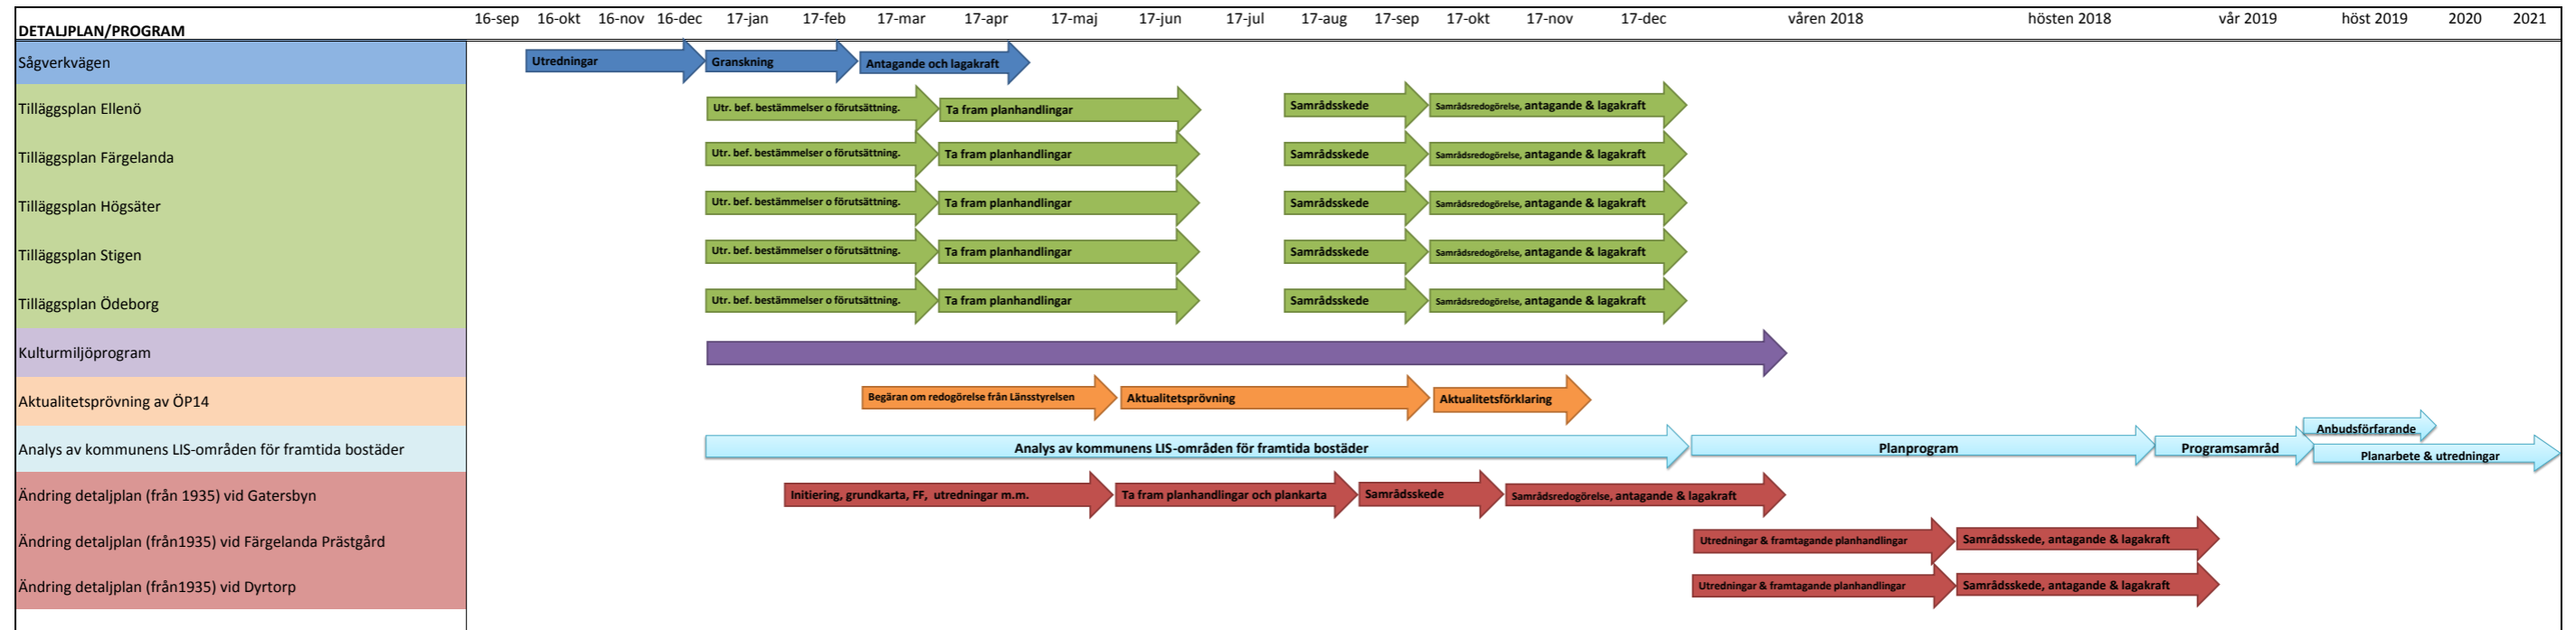 16-sep 16-okt 16-nov 16-dec 17-jan 17-feb 17-mar 17-apr 17-maj 17-jun 17-jul 17-aug 17-sep 17-okt 17-nov 17-dec våren 2018 hösten 2018 vår 2019 höst 2019 2020 2021
DETALJPLAN/PROGRAM
Sågverkvägen Utredningar Granskning Antagande och lagakraft
Tilläggsplan Ellenö Utr. bef. bestämmelser o förutsättning. Ta fram planhandlingar Samrådsskede Samrådsredogörelse, antagande & lagakraft
Tilläggsplan Färgelanda Utr. bef. bestämmelser o förutsättning. Ta fram planhandlingar Samrådsskede Samrådsredogörelse, antagande & lagakraft
Tilläggsplan Högsäter Utr. bef. bestämmelser o förutsättning. Ta fram planhandlingar Samrådsskede Samrådsredogörelse, antagande & lagakraft
Tilläggsplan Stigen Utr. bef. bestämmelser o förutsättning. Ta fram planhandlingar Samrådsskede Samrådsredogörelse, antagande & lagakraft
Tilläggsplan Ödeborg Utr. bef. bestämmelser o förutsättning. Ta fram planhandlingar Samrådsskede Samrådsredogörelse, antagande & lagakraft
Kulturmiljöprogram
Aktualitetsprövning av ÖP14 Begäran om redogörelse från Länsstyrelsen Aktualitetsprövning Aktualitetsförklaring
Anbudsförfarande
Analys av kommunens LIS-områden för framtida bostäder Analys av kommunens LIS-områden för framtida bostäder Planprogram Programsamråd Planarbete & utredningar
Ändring detaljplan (från 1935) vid Gatersbyn Initiering, grundkarta, FF, utredningar m.m. Ta fram planhandlingar och plankarta Samrådsskede Samrådsredogörelse, antagande & lagakraft
Ändring detaljplan (från1935) vid Färgelanda Prästgård Utredningar & framtagande planhandlingar Samrådsskede, antagande & lagakraft
Ändring detaljplan (från1935) vid Dyrtorp Utredningar & framtagande planhandlingar Samrådsskede, antagande & lagakraft